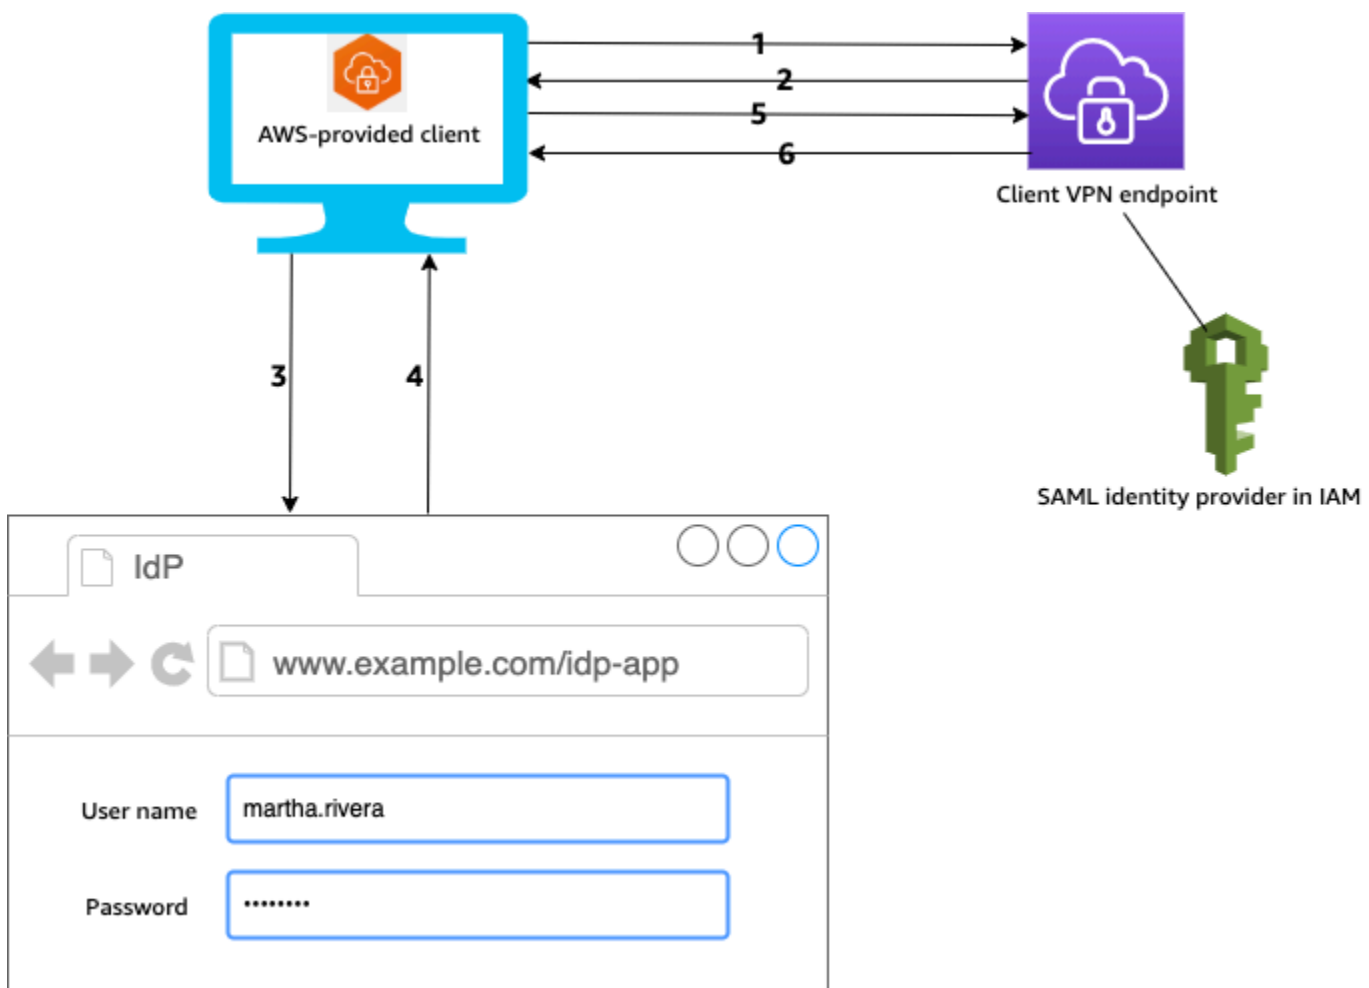 1
2
5
6
AWS-provided client
Client VPN endpoint
3
4
SAML identity provider in IAM
IdP
www.example.com/idp-app
User name
martha.rivera
Password
••••••••